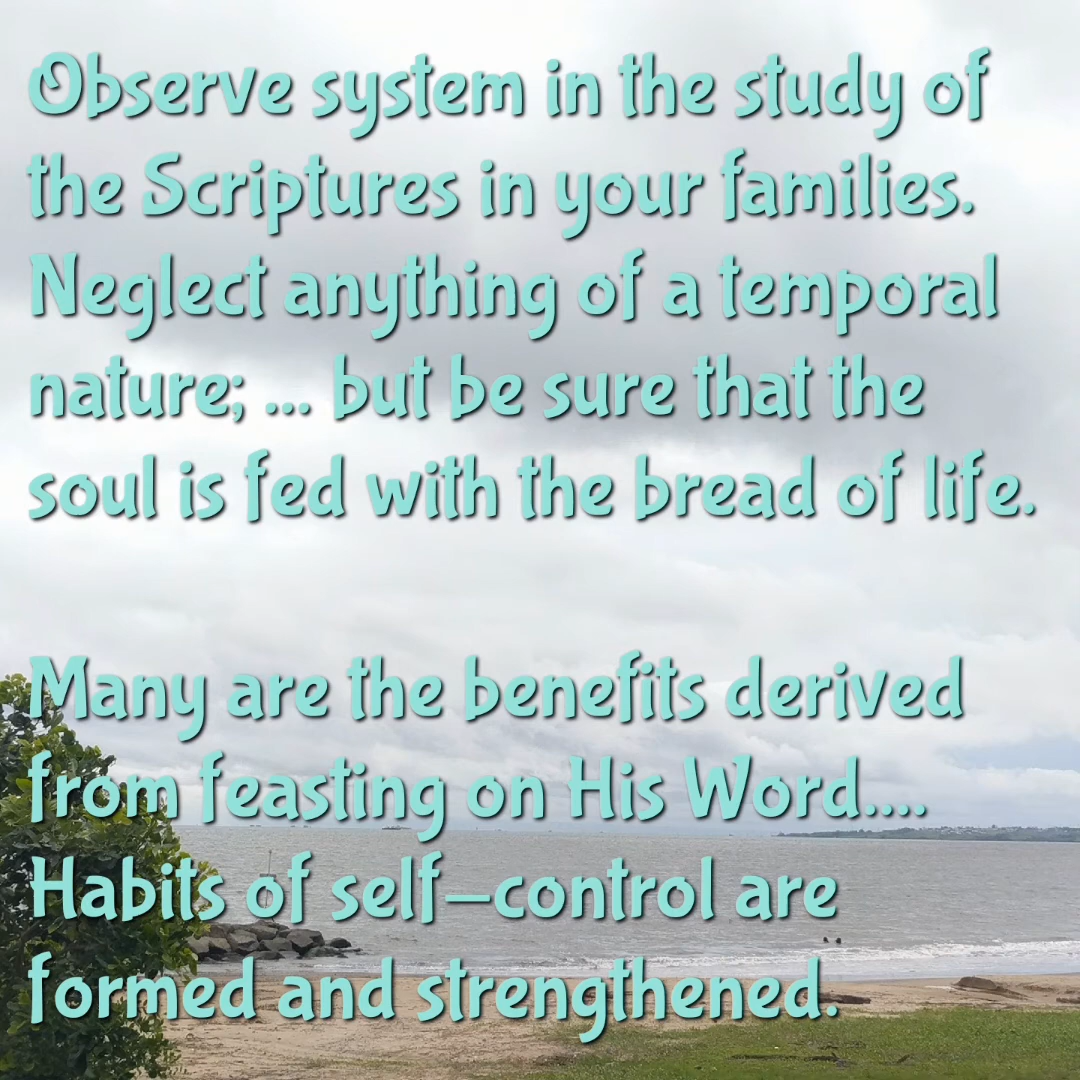 Observe system in the study of
the Scriptures in your families.
Neglect anything of a temporal
nature; ... but be sure that the
soul is fed with the bread of life.
Many are the benefits derived
from feasting on His Word....
Habits of self-control are
formed and strengthened.